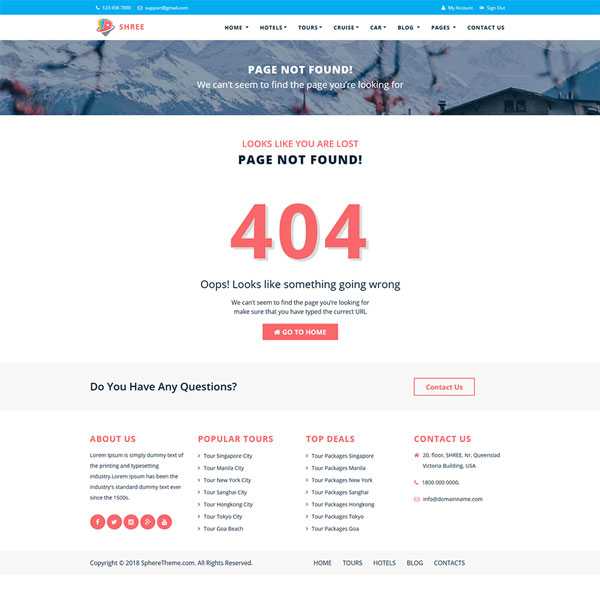 123 456 7890 support@gmail.com My Account Sign Out
SHREE HOME HOTELS TOURS CRUISE CAR BLOG PAGES CONTACT US
PAGE NOT FOUND!
We can't seem to find the page you're looking for
LOOKS LIKE YOU ARE LOST
PAGE NOT FOUND!
404
Oops! Looks like something going wrong
We can't seem to find the page you're looking for
make sure that you have typed the currect URL
GO TO HOME
Do You Have Any Questions?
Contact Us
ABOUT US
Lorem Ipsum is simply dummy text of
the printing and typesetting
industry.Lorem Ipsum has been the
industry's standard dummy text ever
since the 1500s.
POPULAR TOURS
Tour Singapore City
Tour Manila City
Tour New York City
Tour Sanghai City
Tour Hongkong City
Tour Tokyo City
Tour Goa Beach
TOP DEALS
Tour Packages Singapore
Tour Packages Manila
Tour Packages New York
Tour Packages Sanghai
Tour Packages Hongkong
Tour Packages Tokyo
Tour Packages Goa
CONTACT US
20, floor, SHREE, Nr. Queenslad
Victoria Building, USA
1800 000 0000,
info@domainname.com
Copyright © 2018 SphereTheme.com. All Rights Reserved.
HOME TOURS HOTELS BLOG CONTACTS